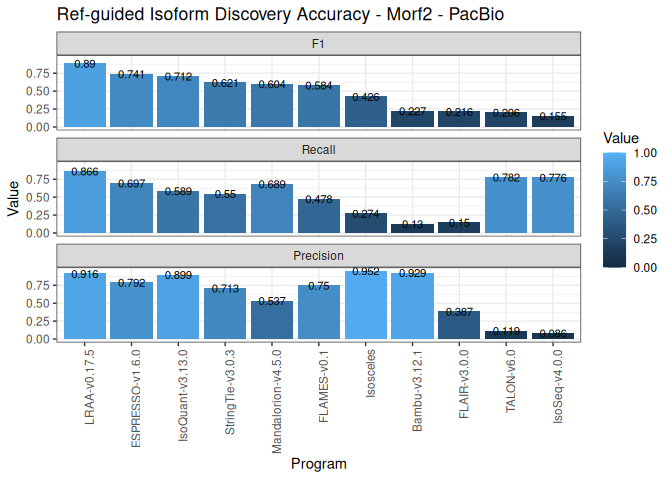 Ref-guided Isoform Discovery Accuracy - Morf2 - PacBio
F1
0.75
0.50
0.25
0.00
0.89
0.741
0.712
0.621
0.604
0.584
0.426
0.227
0.216
0.206
0.155
Recall
0.75
0.50
0.25
0.00
0.866
0.697
0.589
0.55
0.689
0.478
0.274
0.13
0.15
0.782
0.776
Precision
0.75
0.50
0.25
0.00
0.916
0.792
0.899
0.713
0.537
0.75
0.952
0.929
0.387
0.119
0.086
Value
LRAA-v0.17.5
ESPRESSO-v1.6.0
IsoQuant-v3.13.0
StringTie-v3.0.3
Mandalorion-v4.5.0
FLAMES-v0.1
Isosceles
Bambu-v3.12.1
FLAIR-v3.0.0
TALON-v6.0
IsoSeq-v4.0.0
Program
Value
1.00
0.75
0.50
0.25
0.00